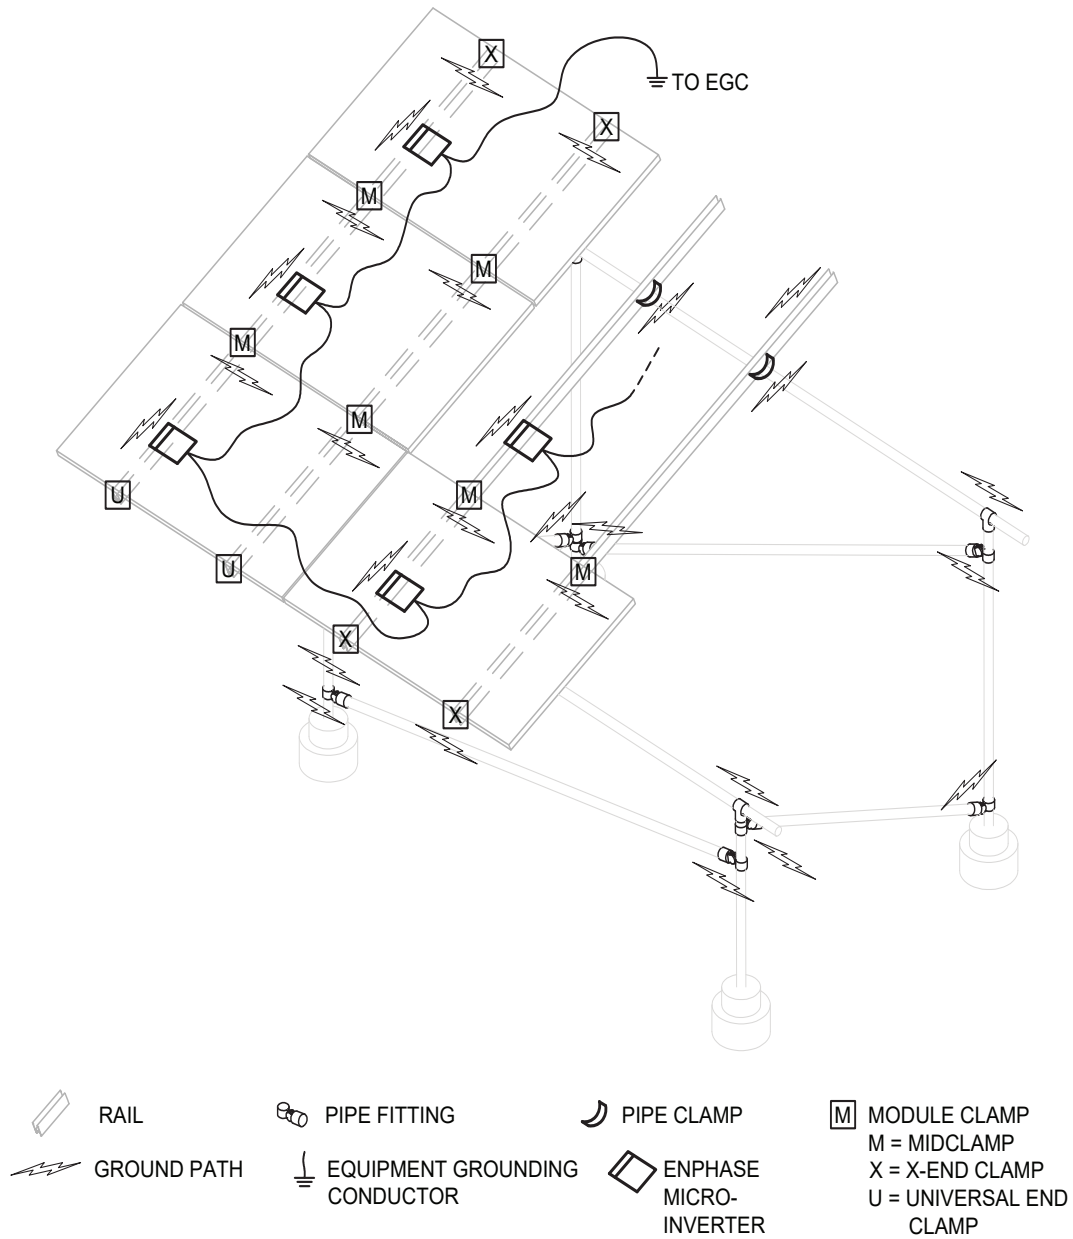 X
TO EGC
X
M
M
M
M
U
M
U
M
X
X
RAIL
PIPE FITTING
PIPE CLAMP
M MODULE CLAMP
M = MIDCLAMP
X = X-END CLAMP
U = UNIVERSAL END
CLAMP
GROUND PATH
EQUIPMENT GROUNDING
CONDUCTOR
ENPHASE
MICRO-
INVERTER